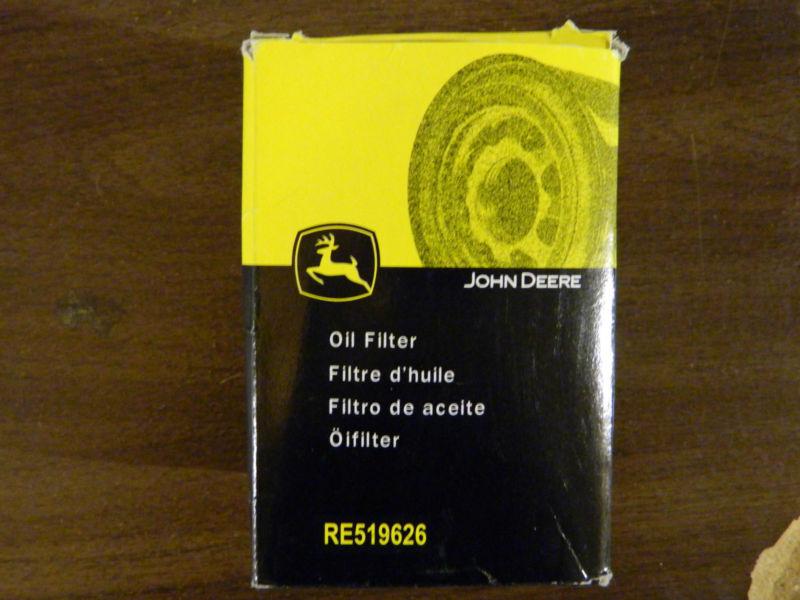 JOHN DEERE
Oil Filter
Filtre d'huile
Filtro de aceite
Öifilter
RE519626